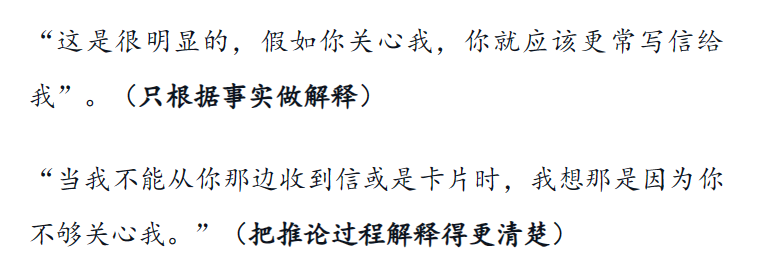 “这是很明显的，假如你关心我，你就应该更常写信给
我”。（只根据事实做解释）
“当我不能从你那边收到信或是卡片时，我想那是因为你
不够关心我。”（把推论过程解释得更清楚）